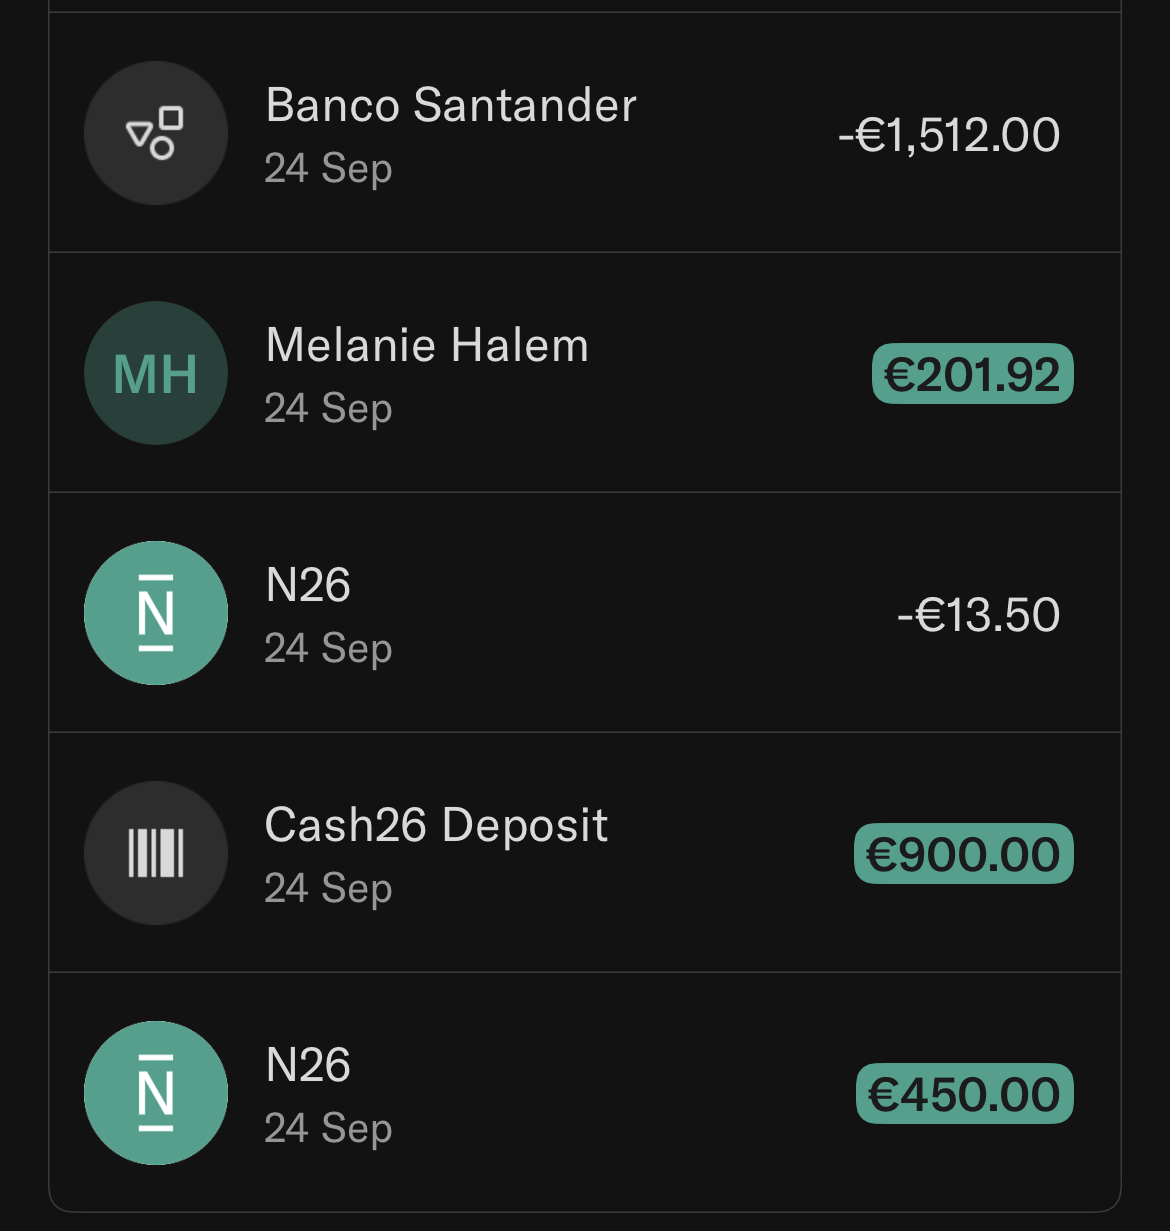 Banco Santander
24 Sep
-€1,512.00
MH
Melanie Halem
24 Sep
€201.92
N
N26
24 Sep
-€13.50
Cash26 Deposit
24 Sep
€900.00
N
N26
24 Sep
€450.00